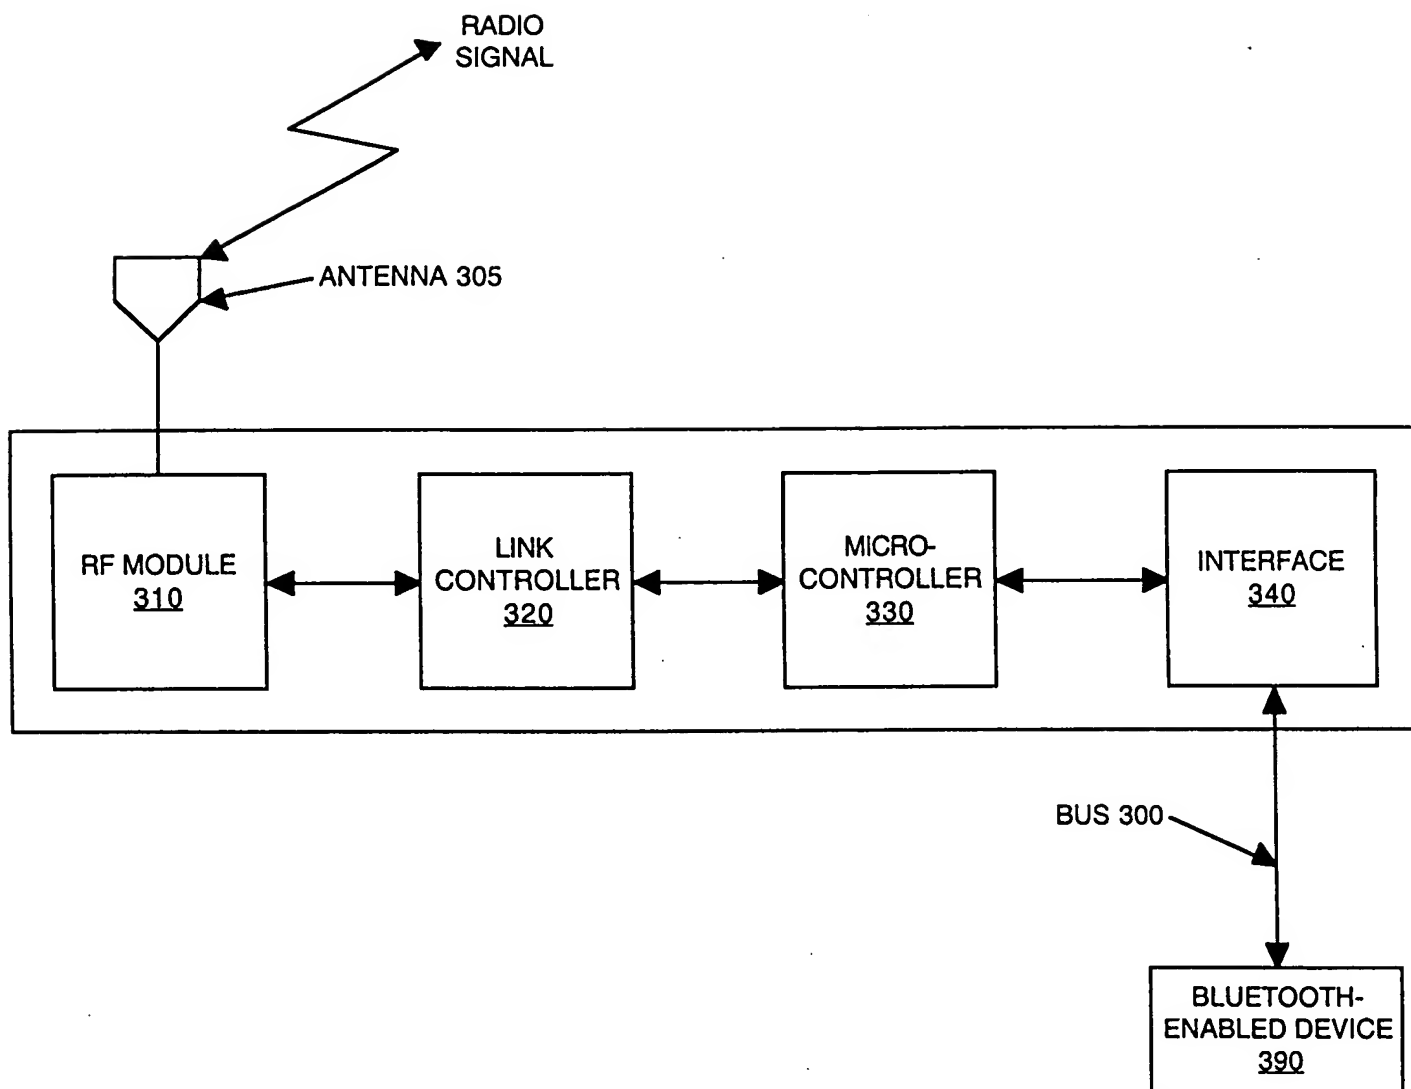 RADIO
SIGNAL
ANTENNA 305
RF MODULE
310
LINK
CONTROLLER
320
MICRO-
CONTROLLER
330
INTERFACE
340
BUS 300
BLUETOOTH-
ENABLED DEVICE
390